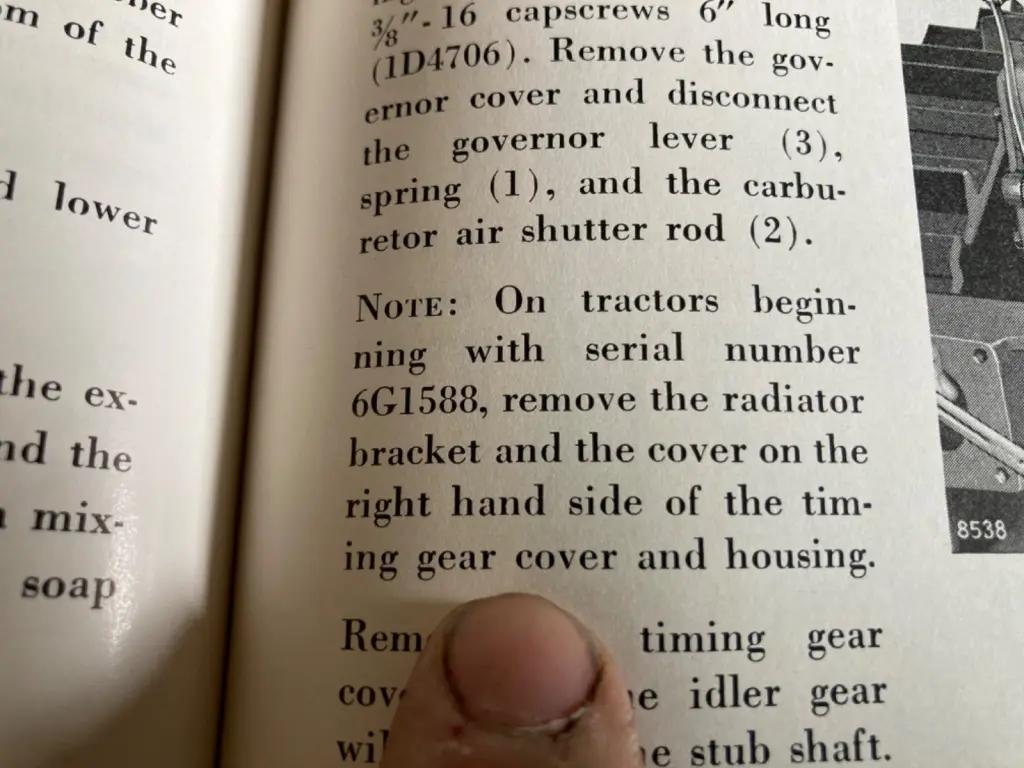 om of the
lower
the ex-
nd the
mix-
soap
⅜"-16 capscrews 6" long
(1D4706). Remove the gov-
ernor cover and disconnect
the governor lever (3),
spring (1), and the carbu-
retor air shutter rod (2).
NOTE: On tractors begin-
ning with serial number
6G1588, remove the radiator
bracket and the cover on the
right hand side of the tim-
ing gear cover and housing.
timing gear
idler gear
stub shaft.
8538